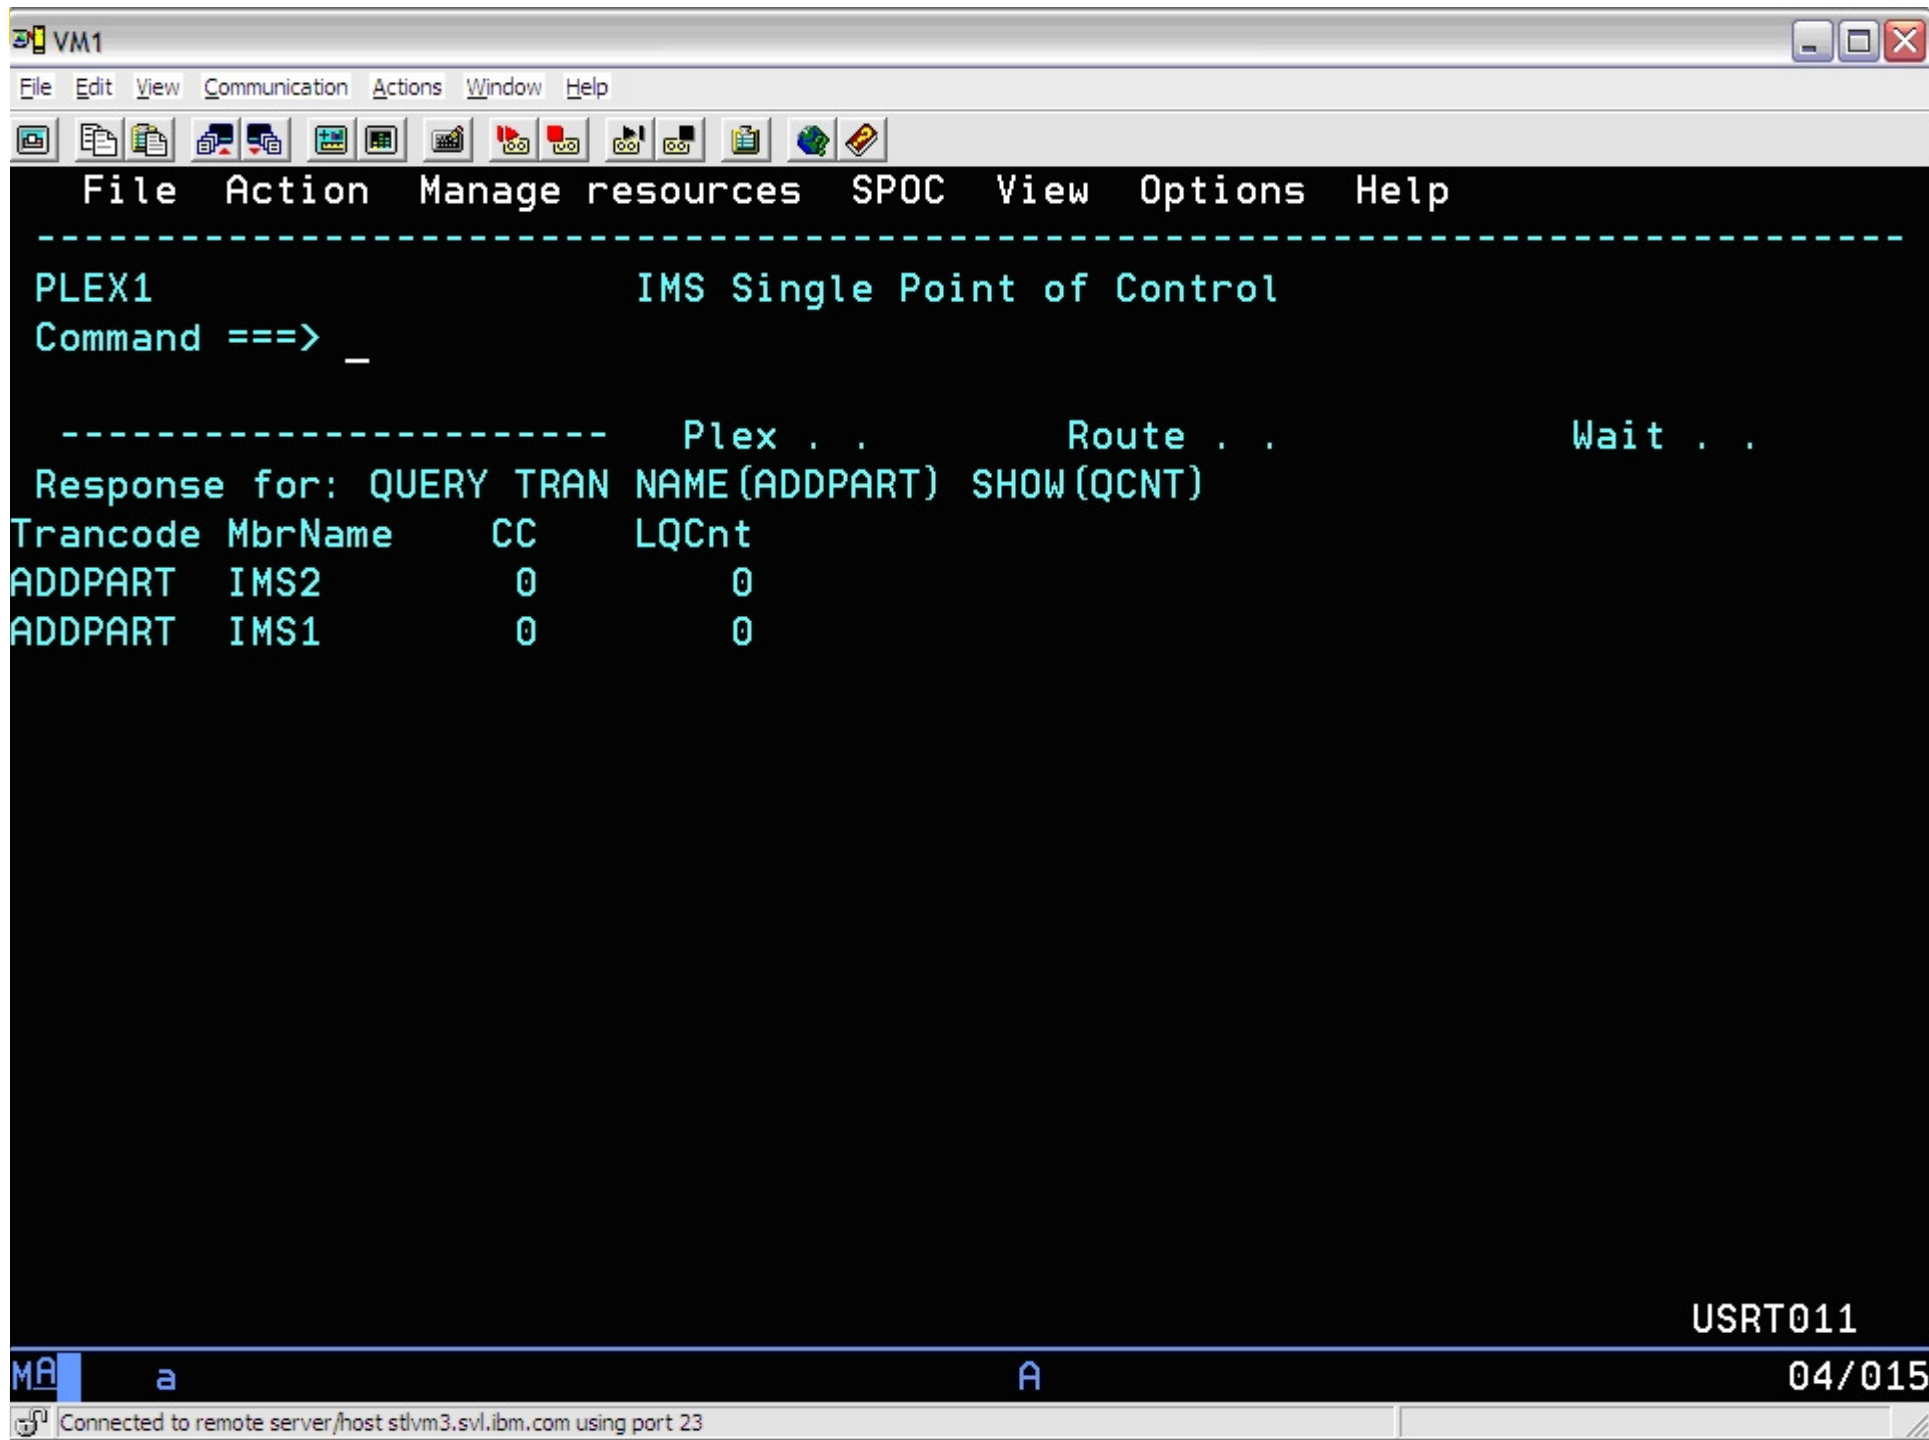 VM1
File Edit View Communication Actions Window Help
File Action Manage resources SPOC View Options Help
--------------------------------------------------------------------------------
PLEX1 IMS Single Point of Control
Command ===> _
----------------------- Plex . . Route . . Wait . .
Response for: QUERY TRAN NAME(ADDPART) SHOW(QCNT)
Trancode MbrName CC LQCnt
ADDPART IMS2 0 0
ADDPART IMS1 0 0
USRT011
MA a A 04/015
Connected to remote server/host stlvm3.svl.ibm.com using port 23